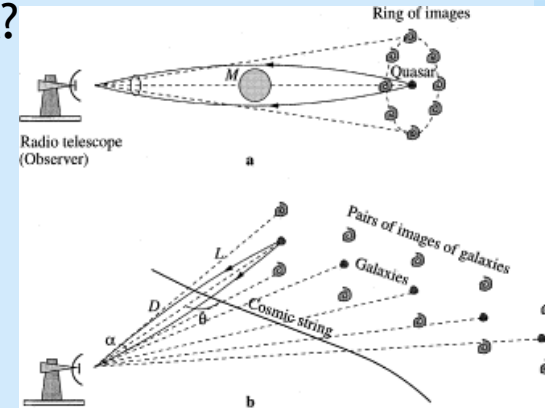 ?
Ring of images
M
Quasar
Radio telescope
(Observer)
a
Pairs of images of galaxies
L
Galaxies
D
θ
Cosmic string
α
b